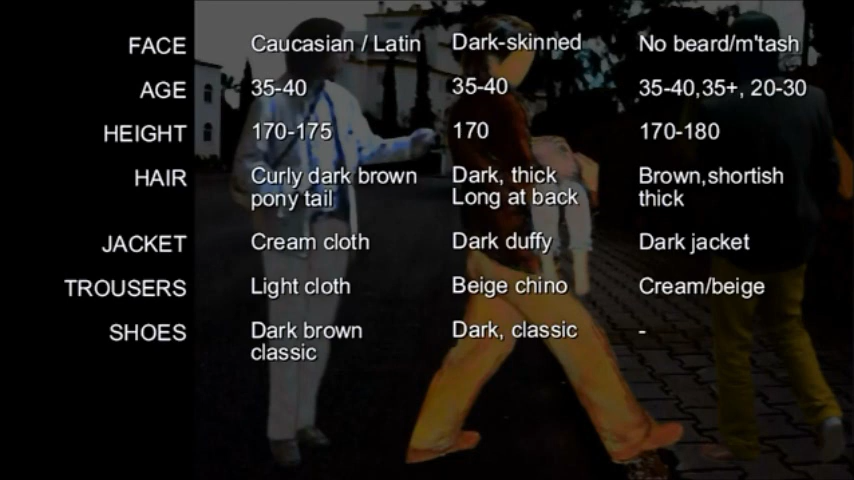 FACE Caucasian / Latin Dark-skinned No beard/m'tash
AGE 35-40 35-40 35-40,35+, 20-30
HEIGHT 170-175 170 170-180
HAIR Curly dark brown Dark, thick Brown,shortish
pony tail Long at back thick
JACKET Cream cloth Dark duffy Dark jacket
TROUSERS Light cloth Beige chino Cream/beige
SHOES Dark brown Dark, classic -
classic